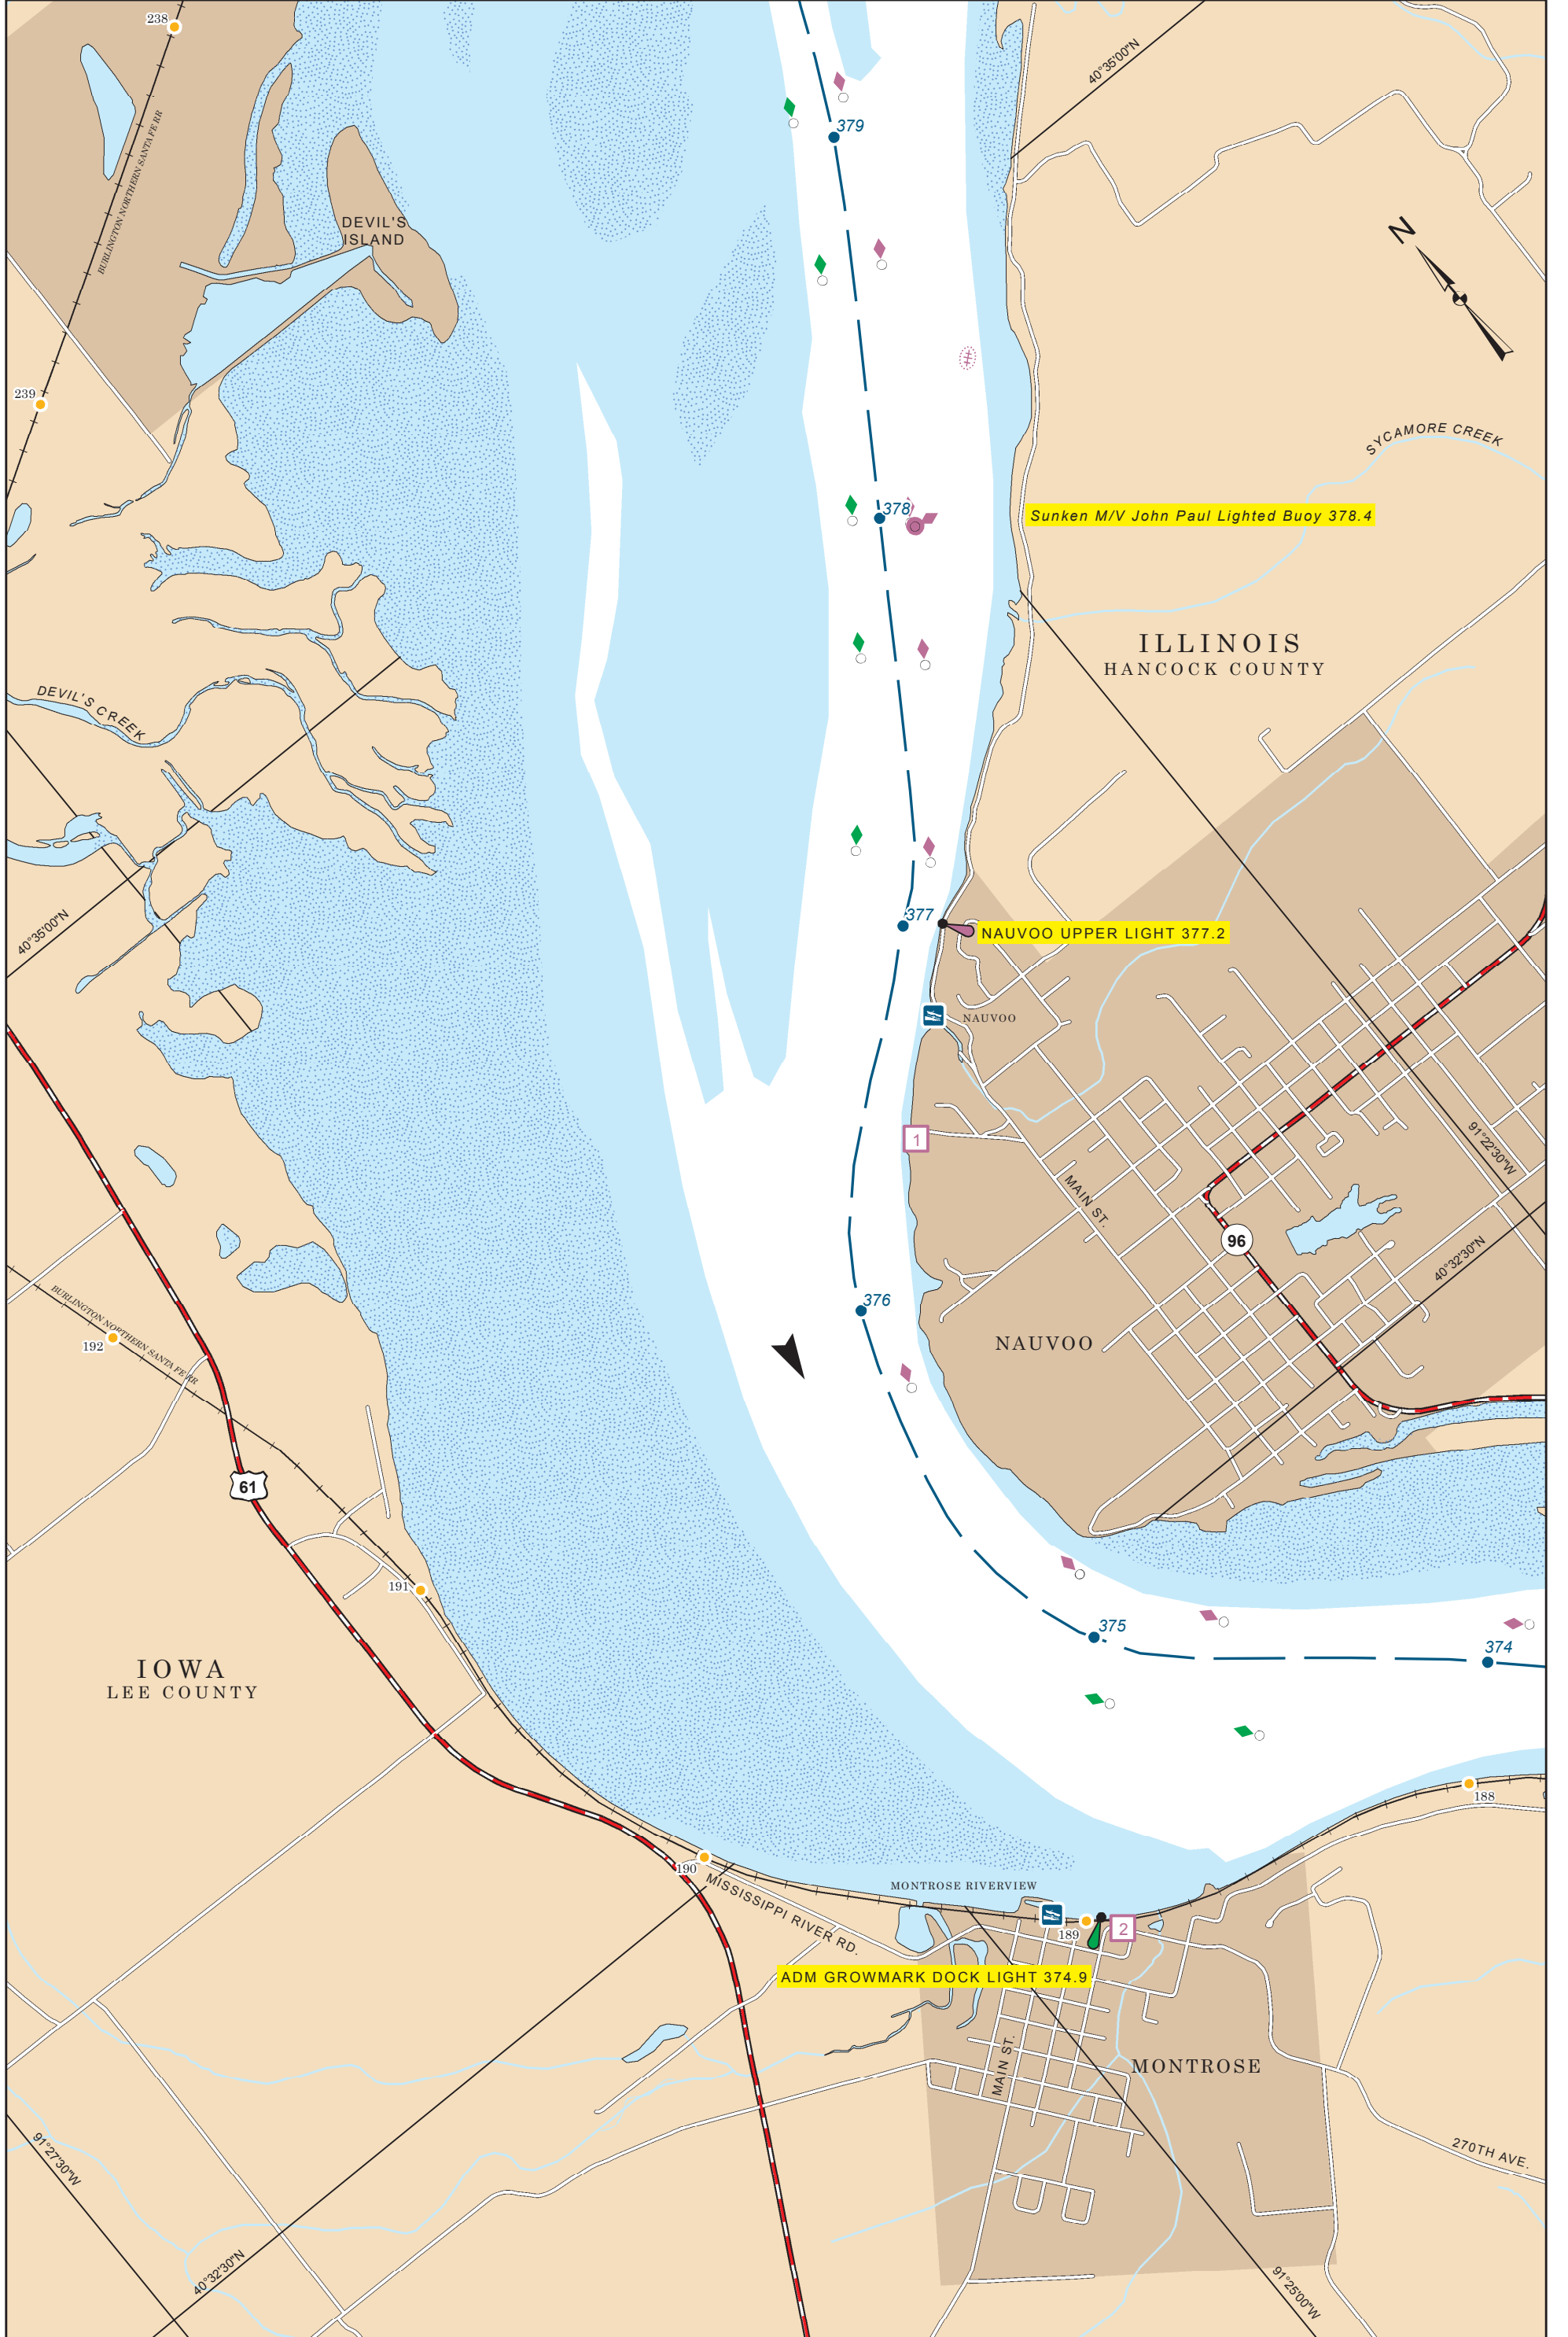 238
379
40°35'00"N
BURLINGTON NORTHERN SANTA FE RR
DEVIL'S
ISLAND
N
239
SYCAMORE CREEK
378
Sunken M/V John Paul Lighted Buoy 378.4
ILLINOIS
HANCOCK COUNTY
DEVIL'S CREEK
377
NAUVOO UPPER LIGHT 377.2
40°35'00"N
NAUVOO
1
91°22'30"W
MAIN ST.
96
40°32'30"N
376
BURLINGTON NORTHERN SANTA FE RR
192
NAUVOO
61
191
375
374
IOWA
LEE COUNTY
188
190
MISSISSIPPI RIVER RD.
MONTROSE RIVERVIEW
189
2
ADM GROWMARK DOCK LIGHT 374.9
MAIN ST.
MONTROSE
91°27'30"W
270TH AVE.
40°32'30"N
91°25'00"W